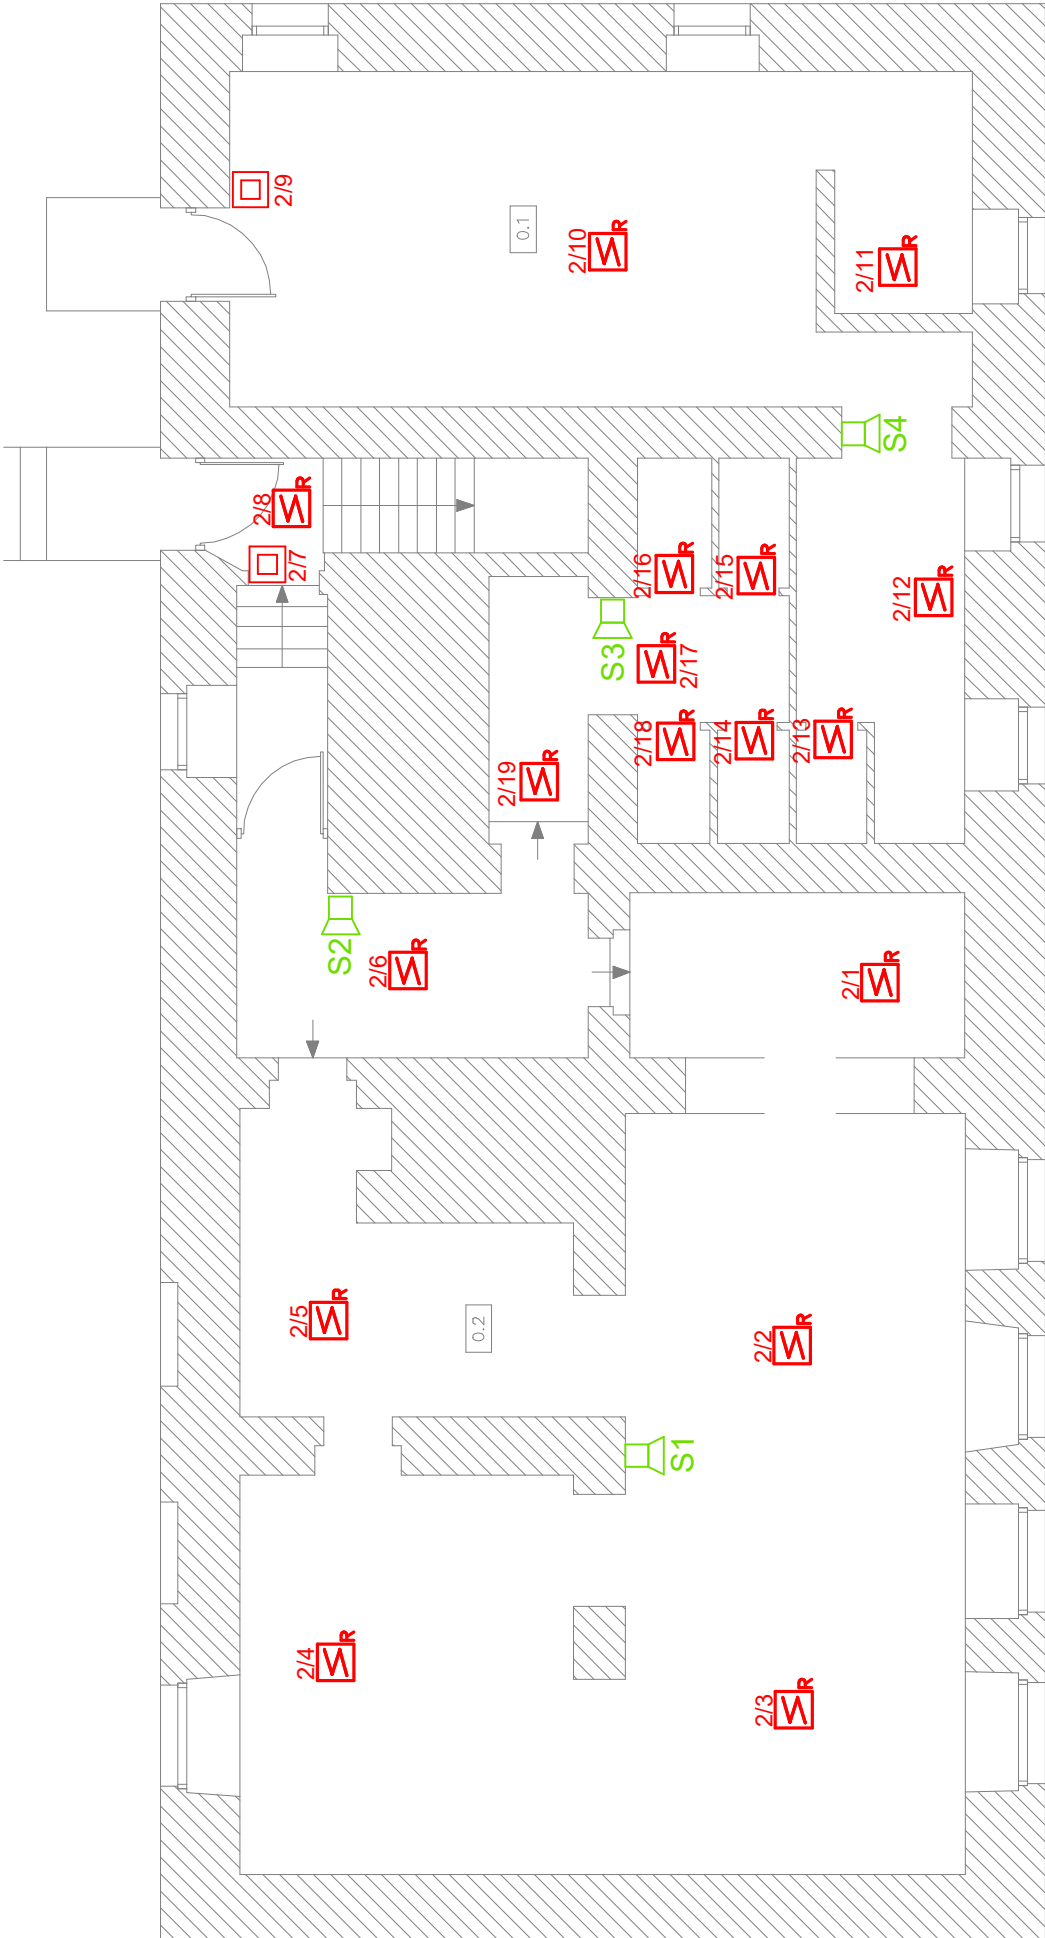 2/9
0.1
2/10 R
2/11 R
S4
2/8 R
2/7
2/16 R
2/15 R
2/12 R
S3
2/17 R
2/18 R
2/14 R
2/13 R
2/19 R
S2
2/6 R
2/1 R
2/5 R
0.2
2/2 R
S1
2/4 R
2/3 R